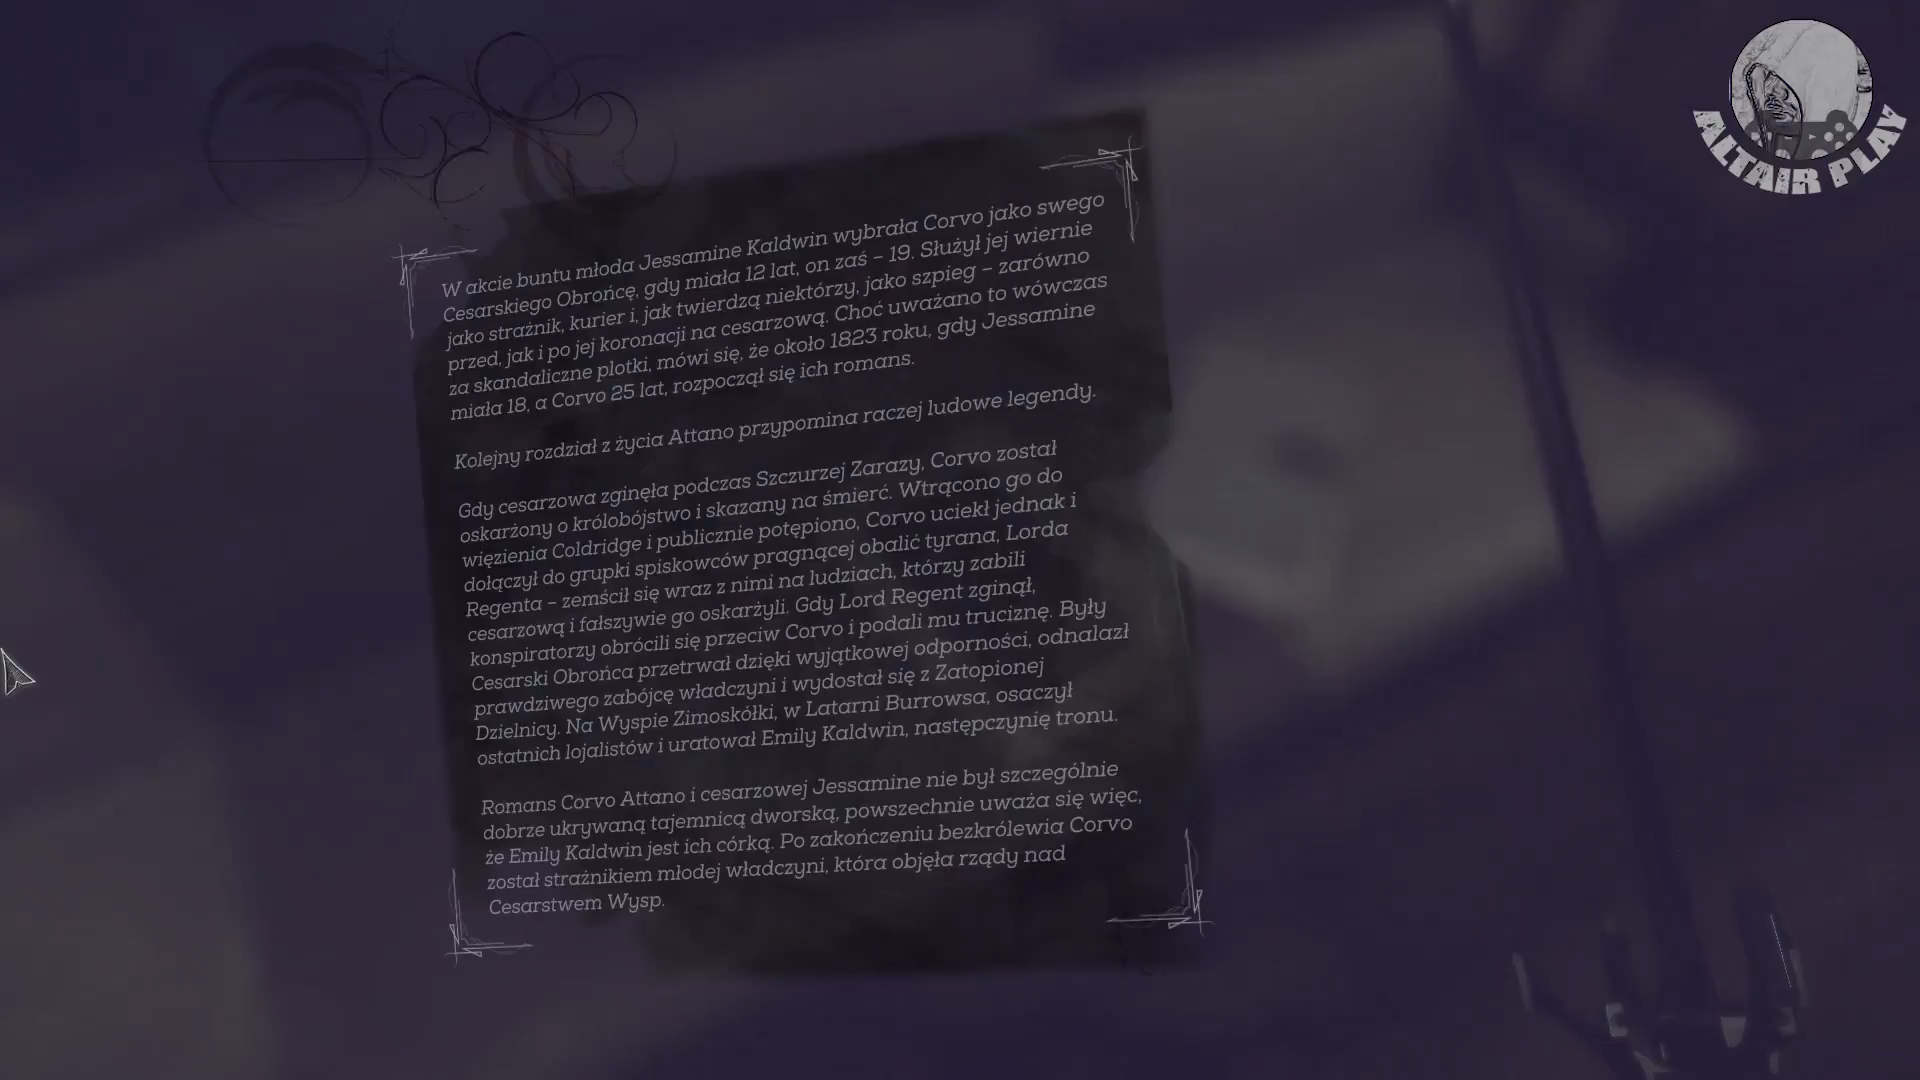 W akcie buntu młoda Jessamine Kaldwin wybrała Corvo jako swego
Cesarskiego Obrońcę, gdy miała 12 lat, on zaś – 19. Służył jej wiernie
jako strażnik, kurier i, jak twierdzą niektórzy, jako szpieg – zarówno
przed, jak i po jej koronacji na cesarzową. Choć uważano to wówczas
za skandaliczne plotki, mówi się, że około 1823 roku, gdy Jessamine
miała 18, a Corvo 25 lat, rozpoczął się ich romans.
Kolejny rozdział z życia Attano przypomina raczej ludowe legendy.
Gdy cesarzowa zginęła podczas Szczurzej Zarazy, Corvo został
oskarżony o królobójstwo i skazany na śmierć. Wtrącono go do
więzienia Coldridge i publicznie potępiono, Corvo uciekł jednak i
dołączył do grupki spiskowców pragnącej obalić tyrana, Lorda
Regenta – zemścił się wraz z nimi na ludziach, którzy zabili
cesarzową i fałszywie go oskarżyli. Gdy Lord Regent zginął,
konspiratorzy obrócili się przeciw Corvo i podali mu truciznę. Były
Cesarski Obrońca przetrwał dzięki wyjątkowej odporności, odnalazł
prawdziwego zabójcę władczyni i wydostał się z Zatopionej
Dzielnicy. Na Wyspie Zimoskółki, w Latarni Burrowsa, osaczył
ostatnich lojalistów i uratował Emily Kaldwin, następczynię tronu.
Romans Corvo Attano i cesarzowej Jessamine nie był szczególnie
dobrze ukrywaną tajemnicą dworską, powszechnie uważa się więc,
że Emily Kaldwin jest ich córką. Po zakończeniu bezkrólewia Corvo
został strażnikiem młodej władczyni, która objęła rządy nad
Cesarstwem Wysp.
ALTAIR PLAY